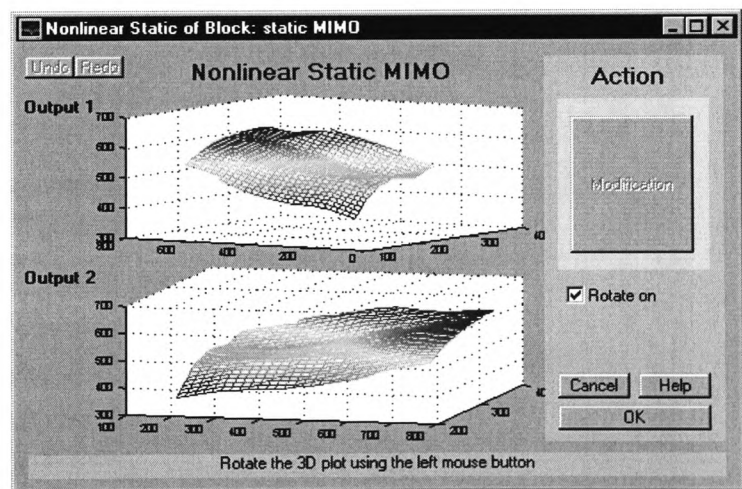 Nonlinear Static of Block: static MIMO
Undo Redo
Nonlinear Static MIMO
Action
Output 1
700
600
500
400
300
600
400
200
0
200
300
40
Modification
Output 2
700
600
500
400
300
100
200
300
400
500
600
700
800
200
300
40
Rotate on
Cancel Help
OK
Rotate the 3D plot using the left mouse button